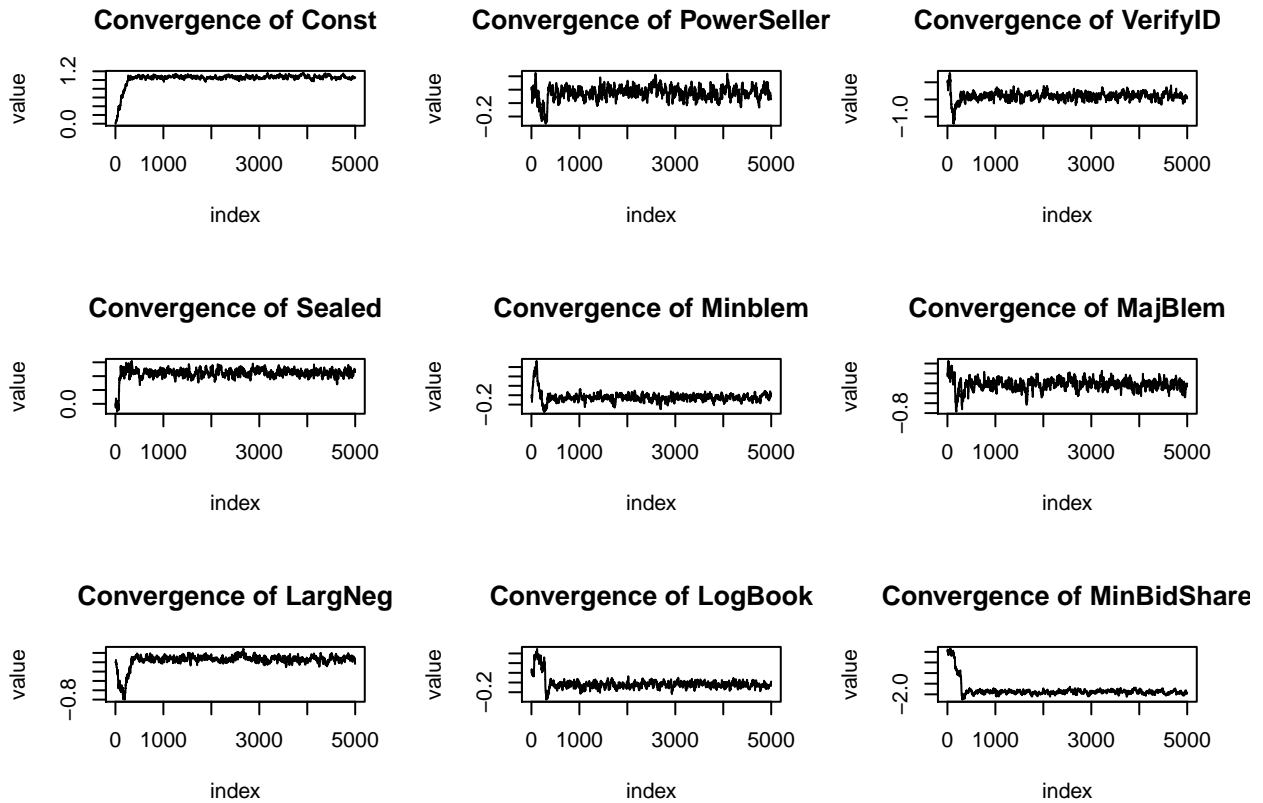 Convergence of Const
value
0.0 1.2
0 1000 3000 5000
index
Convergence of PowerSeller
value
−0.2
0 1000 3000 5000
index
Convergence of VerifyID
value
−1.0
0 1000 3000 5000
index
Convergence of Sealed
value
0.0
0 1000 3000 5000
index
Convergence of Minblem
value
−0.2
0 1000 3000 5000
index
Convergence of MajBlem
value
−0.8
0 1000 3000 5000
index
Convergence of LargNeg
value
−0.8
0 1000 3000 5000
index
Convergence of LogBook
value
−0.2
0 1000 3000 5000
index
Convergence of MinBidShare
value
−2.0
0 1000 3000 5000
index